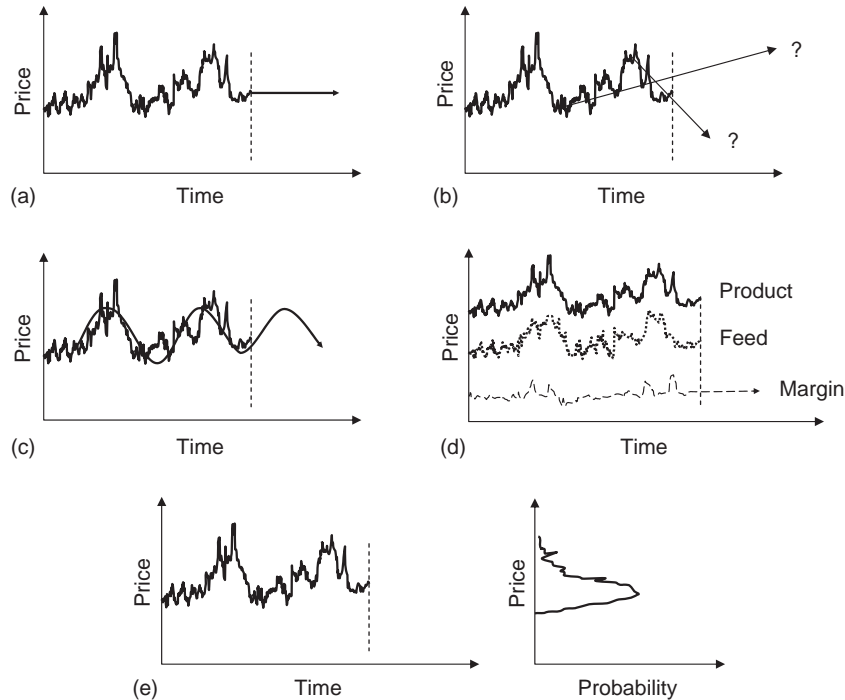 Price
Time
(a)
Price
?
?
Time
(b)
Price
Time
(c)
Price
Product
Feed
Margin
Time
(d)
Price
Time
(e)
Price
Probability